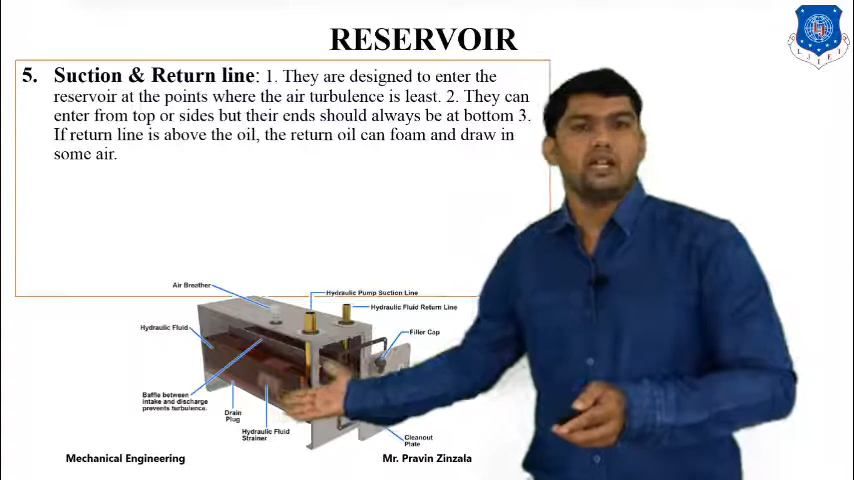 RESERVOIR
5. Suction & Return line: 1. They are designed to enter the
reservoir at the points where the air turbulence is least. 2. They can
enter from top or sides but their ends should always be at bottom 3.
If return line is above the oil, the return oil can foam and draw in
some air.
Air Breather
Hydraulic Pump Suction Line
Hydraulic Fluid Return Line
Hydraulic Fluid
Filler Cap
Baffle between
intake and discharge
prevents turbulence.
Drain
Plug
Hydraulic Fluid
Strainer
Cleanout
Plate
Mechanical Engineering
Mr. Pravin Zinzala
LJIET